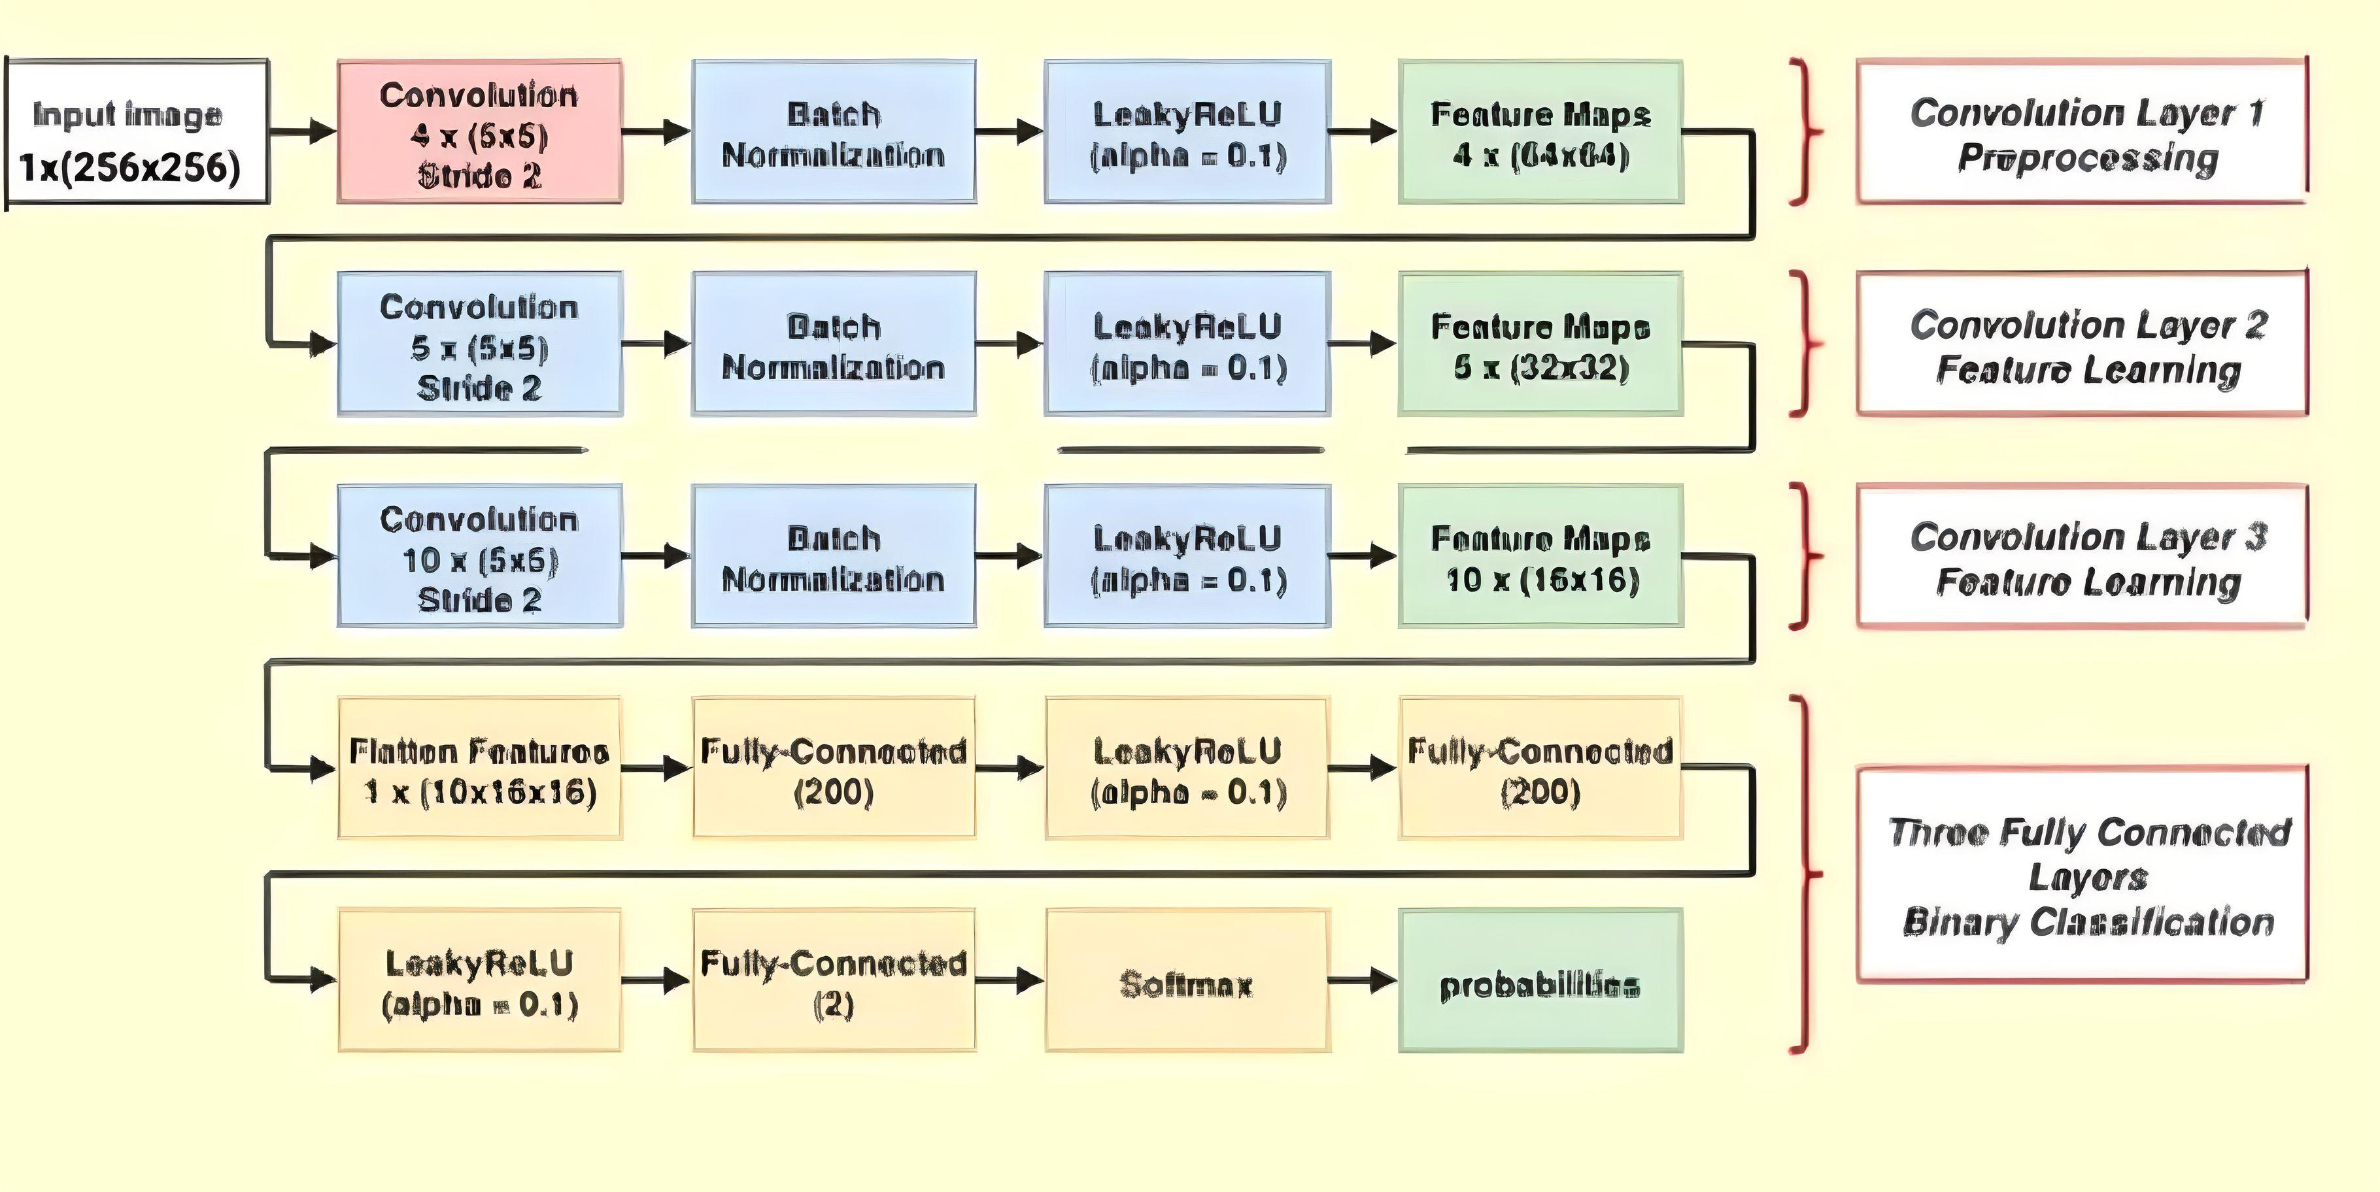 Input image
1x(256x256)
Convolution
4 x (5x5)
Stride 2
Batch
Normalization
LeakyReLU
(alpha = 0.1)
Feature Maps
4 x (64x64)
Convolution Layer 1
Preprocessing
Convolution
5 x (5x5)
Stride 2
Batch
Normalization
LeakyReLU
(alpha = 0.1)
Feature Maps
5 x (32x32)
Convolution Layer 2
Feature Learning
Convolution
10 x (5x5)
Stride 2
Batch
Normalization
LeakyReLU
(alpha = 0.1)
Feature Maps
10 x (16x16)
Convolution Layer 3
Feature Learning
Flatten Features
1 x (10x16x16)
Fully-Connected
(200)
LeakyReLU
(alpha = 0.1)
Fully-Connected
(200)
LeakyReLU
(alpha = 0.1)
Fully-Connected
(2)
Softmax
probabilities
Three Fully Connected
Layers
Binary Classification